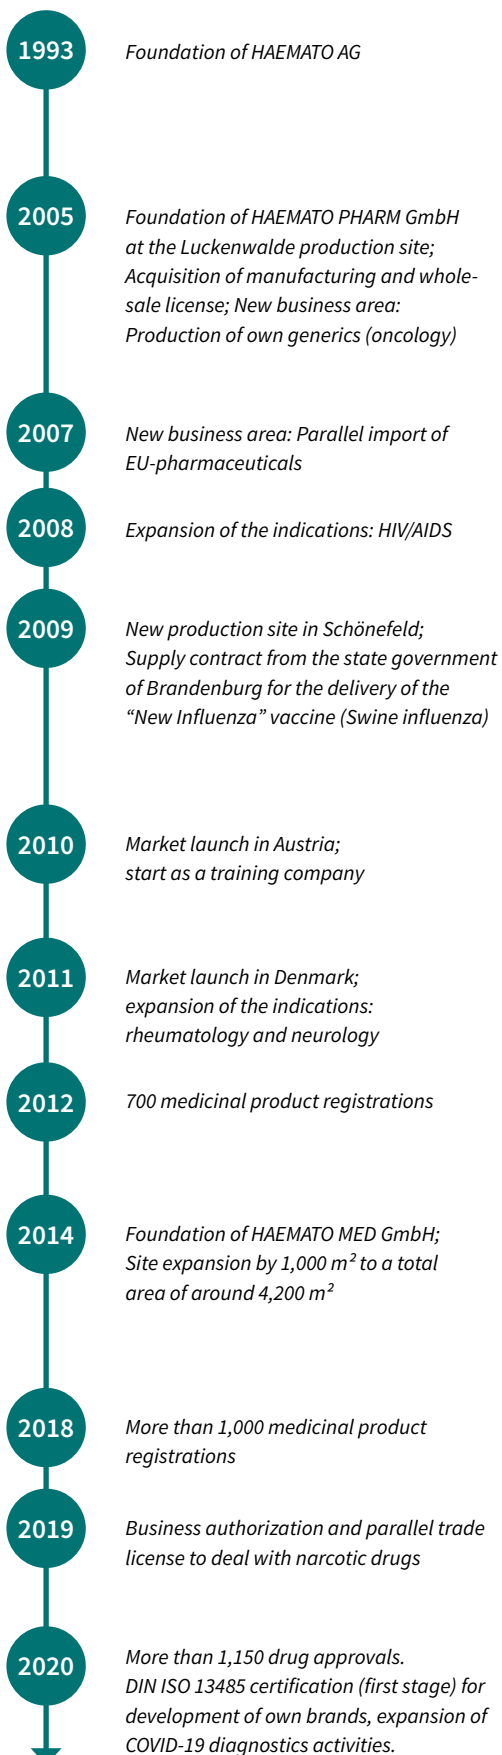 1993
Foundation of HAEMATO AG
2005
Foundation of HAEMATO PHARM GmbH
at the Luckenwalde production site;
Acquisition of manufacturing and whole-
sale license; New business area:
Production of own generics (oncology)
2007
New business area: Parallel import of
EU-pharmaceuticals
2008
Expansion of the indications: HIV/AIDS
2009
New production site in Schönefeld;
Supply contract from the state government
of Brandenburg for the delivery of the
“New Influenza” vaccine (Swine influenza)
2010
Market launch in Austria;
start as a training company
2011
Market launch in Denmark;
expansion of the indications:
rheumatology and neurology
2012
700 medicinal product registrations
2014
Foundation of HAEMATO MED GmbH;
Site expansion by 1,000 m² to a total
area of around 4,200 m²
2018
More than 1,000 medicinal product
registrations
2019
Business authorization and parallel trade
license to deal with narcotic drugs
2020
More than 1,150 drug approvals.
DIN ISO 13485 certification (first stage) for
development of own brands, expansion of
COVID-19 diagnostics activities.